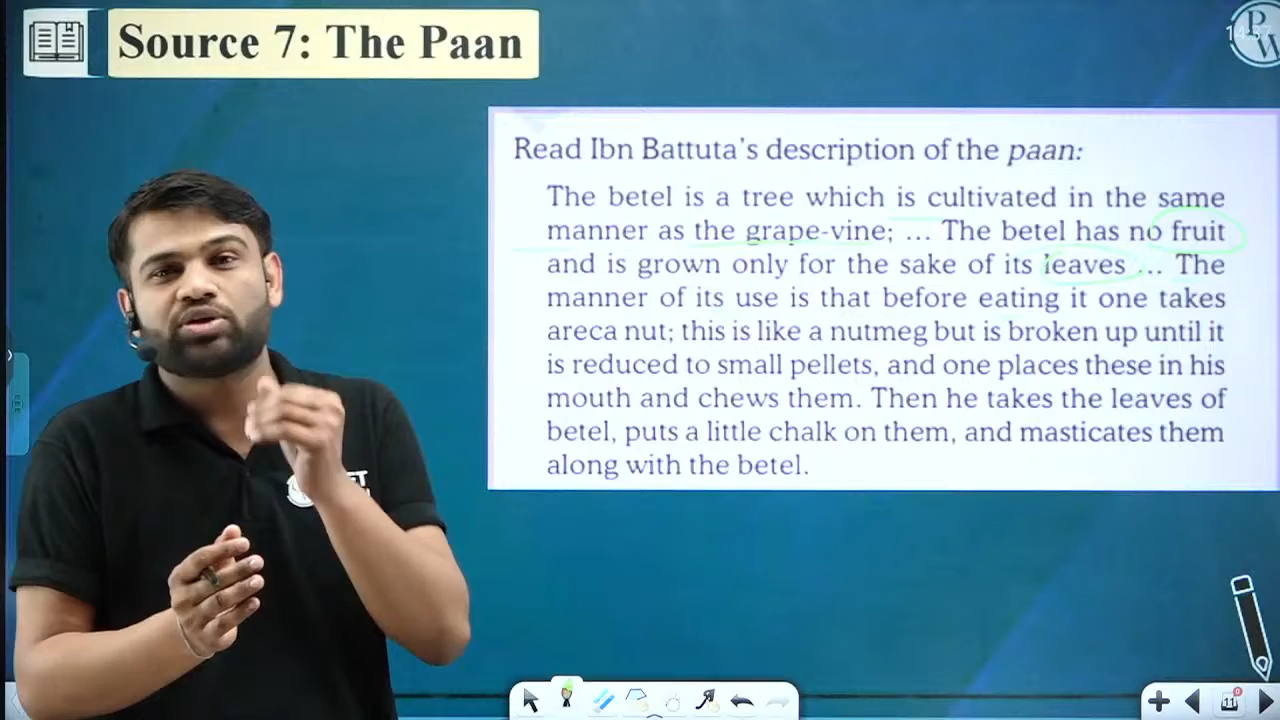 Source 7: The Paan
14:37
P
W
Read Ibn Battuta's description of the paan:
The betel is a tree which is cultivated in the same
manner as the grape-vine; ... The betel has no fruit
and is grown only for the sake of its leaves ... The
manner of its use is that before eating it one takes
areca nut; this is like a nutmeg but is broken up until it
is reduced to small pellets, and one places these in his
mouth and chews them. Then he takes the leaves of
betel, puts a little chalk on them, and masticates them
along with the betel.
11